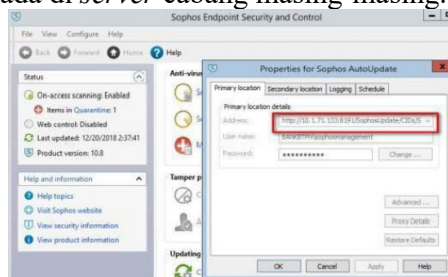 ada di server cabang masing-masing.
Sophos Endpoint Security and Control
File View Configure Help
Back Forward Home Help
Status
On-access scanning: Enabled
Items in Quarantine: 1
Web control: Disabled
Last updated: 12/20/2018 2:37:41
Product version: 10.8
Help and information
Help topics
Visit Sophos website
View security information
View product information
Anti-virus
Tamper p
Updating
Properties for Sophos AutoUpdate
Primary location Secondary location Logging Schedule
Primary location details
Address:
User name:
Password: Change ...
Advanced ...
Proxy Details
Restore Defaults
OK Cancel Apply Help